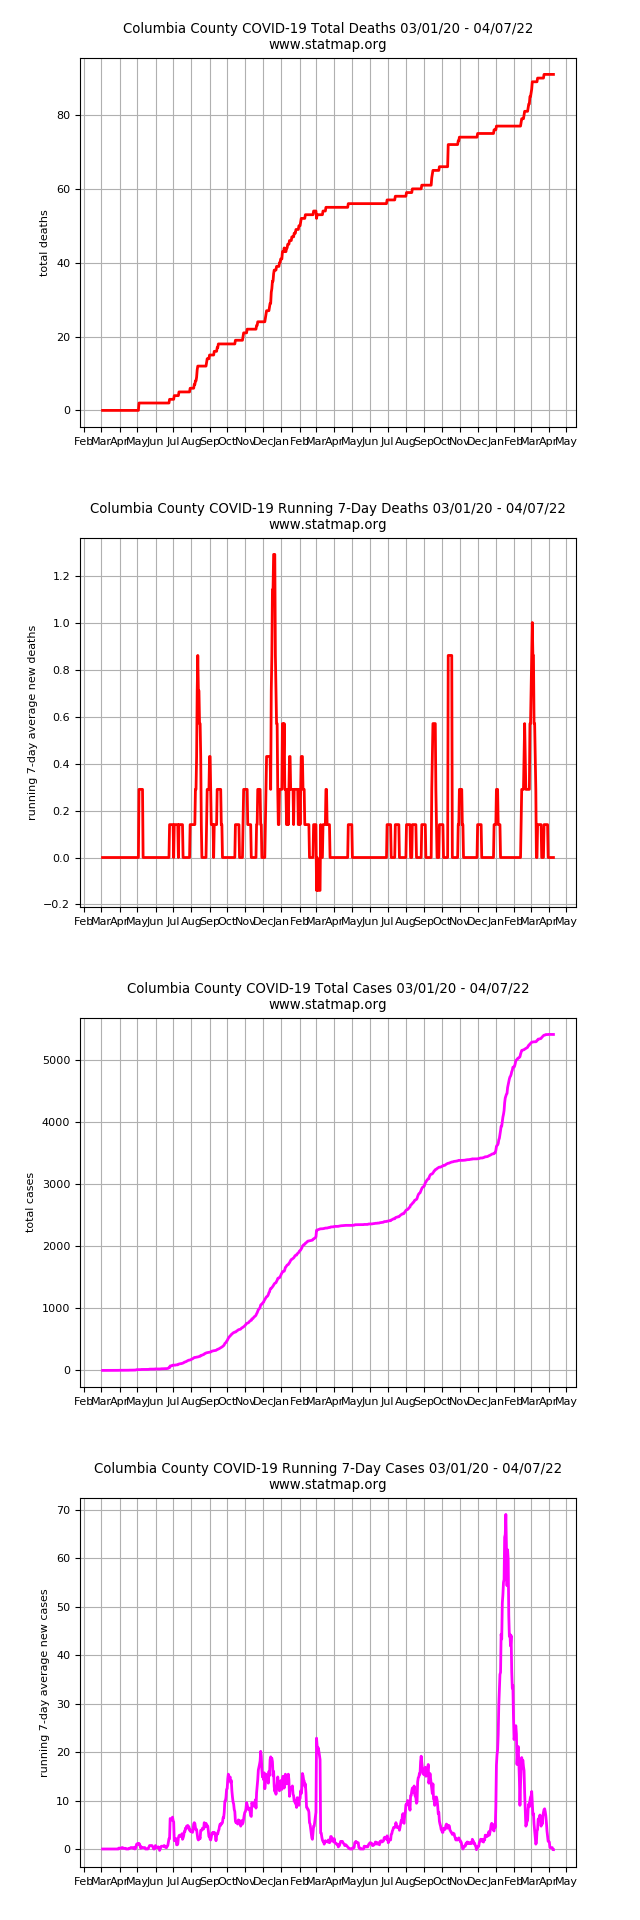 Columbia County COVID-19 Total Deaths 03/01/20 - 04/07/22
www.statmap.org
80
60
40
20
0
total deaths
Feb Mar Apr May Jun Jul Aug Sep Oct Nov Dec Jan Feb Mar Apr May Jun Jul Aug Sep Oct Nov Dec Jan Feb Mar Apr May
Columbia County COVID-19 Running 7-Day Deaths 03/01/20 - 04/07/22
www.statmap.org
1.2
1.0
0.8
0.6
0.4
0.2
0.0
−0.2
running 7-day average new deaths
Feb Mar Apr May Jun Jul Aug Sep Oct Nov Dec Jan Feb Mar Apr May Jun Jul Aug Sep Oct Nov Dec Jan Feb Mar Apr May
Columbia County COVID-19 Total Cases 03/01/20 - 04/07/22
www.statmap.org
5000
4000
3000
2000
1000
0
total cases
Feb Mar Apr May Jun Jul Aug Sep Oct Nov Dec Jan Feb Mar Apr May Jun Jul Aug Sep Oct Nov Dec Jan Feb Mar Apr May
Columbia County COVID-19 Running 7-Day Cases 03/01/20 - 04/07/22
www.statmap.org
70
60
50
40
30
20
10
0
running 7-day average new cases
Feb Mar Apr May Jun Jul Aug Sep Oct Nov Dec Jan Feb Mar Apr May Jun Jul Aug Sep Oct Nov Dec Jan Feb Mar Apr May